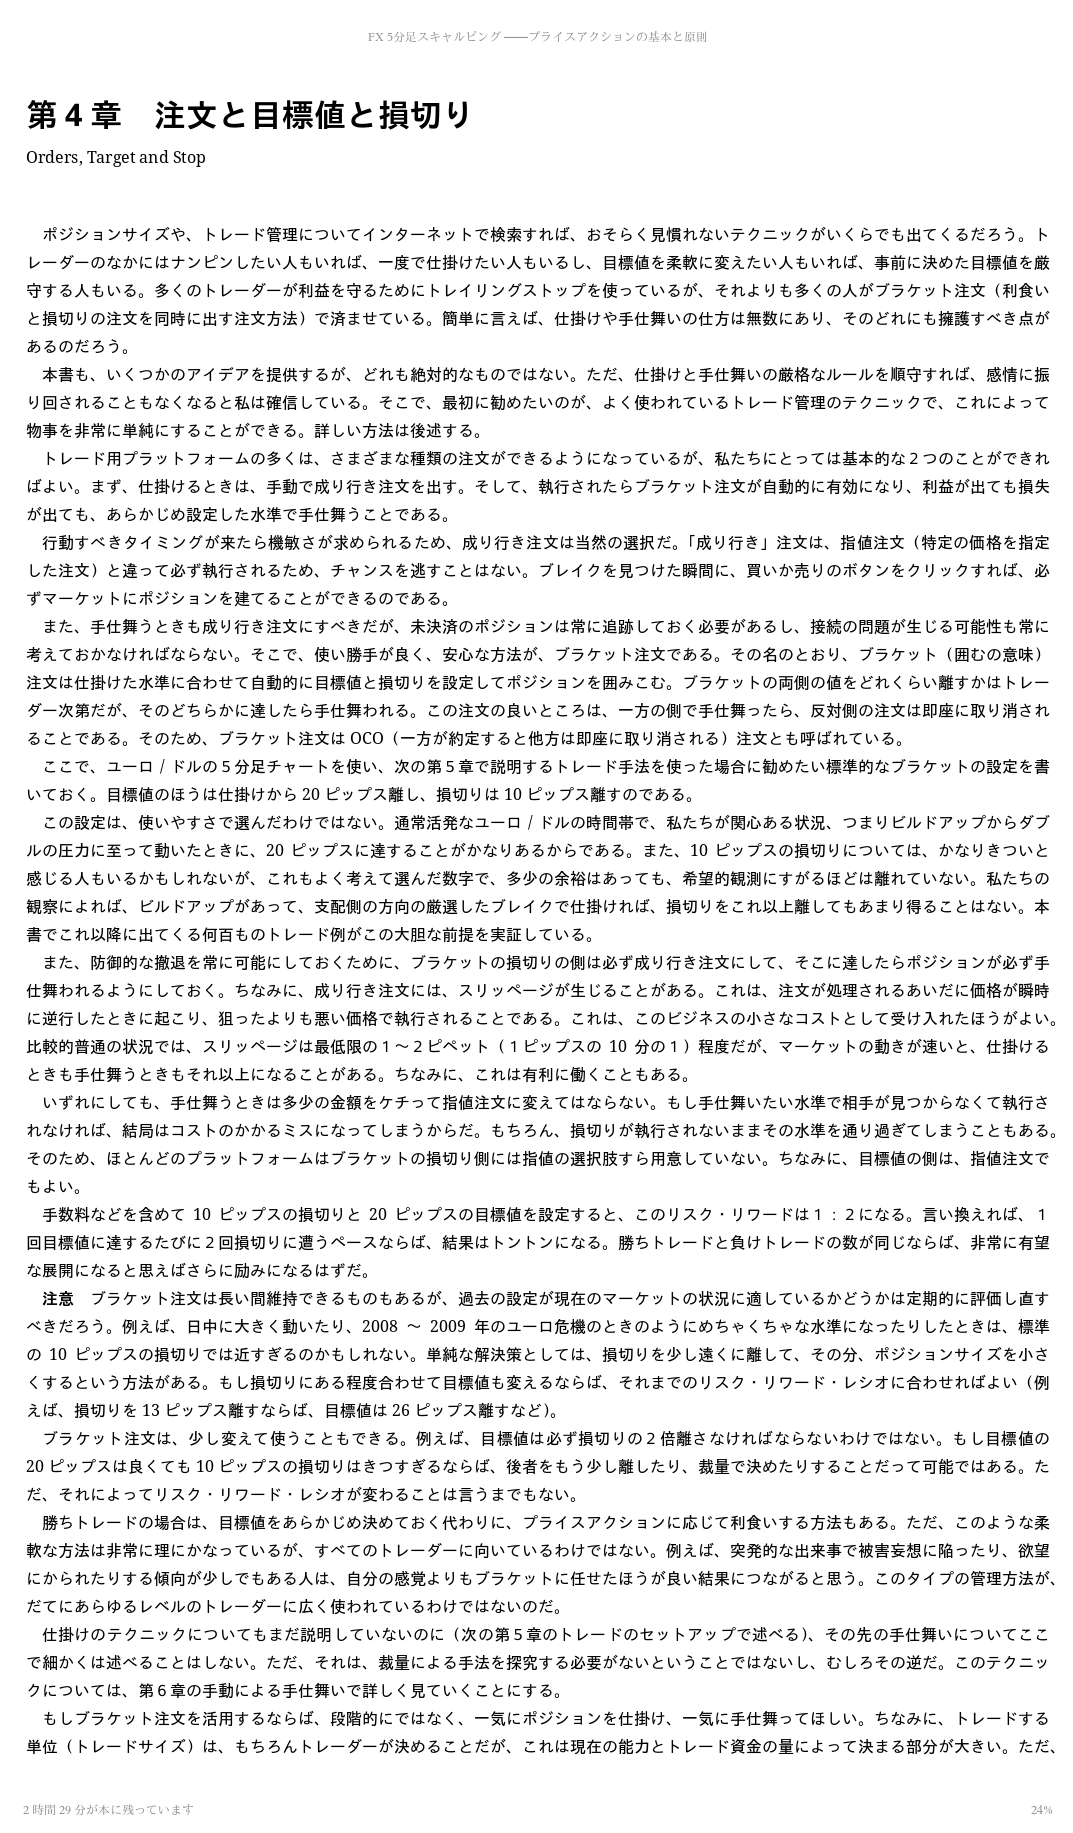 FX 5分足スキャルピング ――プライスアクションの基本と原則
第４章　注文と目標値と損切り
Orders, Target and Stop
　ポジションサイズや、トレード管理についてインターネットで検索すれば、おそらく見慣れないテクニックがいくらでも出てくるだろう。ト
レーダーのなかにはナンピンしたい人もいれば、一度で仕掛けたい人もいるし、目標値を柔軟に変えたい人もいれば、事前に決めた目標値を厳
守する人もいる。多くのトレーダーが利益を守るためにトレイリングストップを使っているが、それよりも多くの人がブラケット注文（利食い
と損切りの注文を同時に出す注文方法）で済ませている。簡単に言えば、仕掛けや手仕舞いの仕方は無数にあり、そのどれにも擁護すべき点が
あるのだろう。
　本書も、いくつかのアイデアを提供するが、どれも絶対的なものではない。ただ、仕掛けと手仕舞いの厳格なルールを順守すれば、感情に振
り回されることもなくなると私は確信している。そこで、最初に勧めたいのが、よく使われているトレード管理のテクニックで、これによって
物事を非常に単純にすることができる。詳しい方法は後述する。
　トレード用プラットフォームの多くは、さまざまな種類の注文ができるようになっているが、私たちにとっては基本的な２つのことができれ
ばよい。まず、仕掛けるときは、手動で成り行き注文を出す。そして、執行されたらブラケット注文が自動的に有効になり、利益が出ても損失
が出ても、あらかじめ設定した水準で手仕舞うことである。
　行動すべきタイミングが来たら機敏さが求められるため、成り行き注文は当然の選択だ。「成り行き」注文は、指値注文（特定の価格を指定
した注文）と違って必ず執行されるため、チャンスを逃すことはない。ブレイクを見つけた瞬間に、買いか売りのボタンをクリックすれば、必
ずマーケットにポジションを建てることができるのである。
　また、手仕舞うときも成り行き注文にすべきだが、未決済のポジションは常に追跡しておく必要があるし、接続の問題が生じる可能性も常に
考えておかなければならない。そこで、使い勝手が良く、安心な方法が、ブラケット注文である。その名のとおり、ブラケット（囲むの意味）
注文は仕掛けた水準に合わせて自動的に目標値と損切りを設定してポジションを囲みこむ。ブラケットの両側の値をどれくらい離すかはトレー
ダー次第だが、そのどちらかに達したら手仕舞われる。この注文の良いところは、一方の側で手仕舞ったら、反対側の注文は即座に取り消され
ることである。そのため、ブラケット注文は OCO（一方が約定すると他方は即座に取り消される）注文とも呼ばれている。
　ここで、ユーロ / ドルの５分足チャートを使い、次の第５章で説明するトレード手法を使った場合に勧めたい標準的なブラケットの設定を書
いておく。目標値のほうは仕掛けから 20 ピップス離し、損切りは 10 ピップス離すのである。
　この設定は、使いやすさで選んだわけではない。通常活発なユーロ / ドルの時間帯で、私たちが関心ある状況、つまりビルドアップからダブ
ルの圧力に至って動いたときに、20 ピップスに達することがかなりあるからである。また、10 ピップスの損切りについては、かなりきついと
感じる人もいるかもしれないが、これもよく考えて選んだ数字で、多少の余裕はあっても、希望的観測にすがるほどは離れていない。私たちの
観察によれば、ビルドアップがあって、支配側の方向の厳選したブレイクで仕掛ければ、損切りをこれ以上離してもあまり得ることはない。本
書でこれ以降に出てくる何百ものトレード例がこの大胆な前提を実証している。
　また、防御的な撤退を常に可能にしておくために、ブラケットの損切りの側は必ず成り行き注文にして、そこに達したらポジションが必ず手
仕舞われるようにしておく。ちなみに、成り行き注文には、スリッページが生じることがある。これは、注文が処理されるあいだに価格が瞬時
に逆行したときに起こり、狙ったよりも悪い価格で執行されることである。これは、このビジネスの小さなコストとして受け入れたほうがよい。
比較的普通の状況では、スリッページは最低限の１～２ピペット（１ピップスの 10 分の１）程度だが、マーケットの動きが速いと、仕掛ける
ときも手仕舞うときもそれ以上になることがある。ちなみに、これは有利に働くこともある。
　いずれにしても、手仕舞うときは多少の金額をケチって指値注文に変えてはならない。もし手仕舞いたい水準で相手が見つからなくて執行さ
れなければ、結局はコストのかかるミスになってしまうからだ。もちろん、損切りが執行されないままその水準を通り過ぎてしまうこともある。
そのため、ほとんどのプラットフォームはブラケットの損切り側には指値の選択肢すら用意していない。ちなみに、目標値の側は、指値注文で
もよい。
　手数料などを含めて 10 ピップスの損切りと 20 ピップスの目標値を設定すると、このリスク・リワードは１：２になる。言い換えれば、１
回目標値に達するたびに２回損切りに遭うペースならば、結果はトントンになる。勝ちトレードと負けトレードの数が同じならば、非常に有望
な展開になると思えばさらに励みになるはずだ。
　注意　ブラケット注文は長い間維持できるものもあるが、過去の設定が現在のマーケットの状況に適しているかどうかは定期的に評価し直す
べきだろう。例えば、日中に大きく動いたり、2008 ～ 2009 年のユーロ危機のときのようにめちゃくちゃな水準になったりしたときは、標準
の 10 ピップスの損切りでは近すぎるのかもしれない。単純な解決策としては、損切りを少し遠くに離して、その分、ポジションサイズを小さ
くするという方法がある。もし損切りにある程度合わせて目標値も変えるならば、それまでのリスク・リワード・レシオに合わせればよい（例
えば、損切りを 13 ピップス離すならば、目標値は 26 ピップス離すなど）。
　ブラケット注文は、少し変えて使うこともできる。例えば、目標値は必ず損切りの２倍離さなければならないわけではない。もし目標値の
20 ピップスは良くても 10 ピップスの損切りはきつすぎるならば、後者をもう少し離したり、裁量で決めたりすることだって可能ではある。た
だ、それによってリスク・リワード・レシオが変わることは言うまでもない。
　勝ちトレードの場合は、目標値をあらかじめ決めておく代わりに、プライスアクションに応じて利食いする方法もある。ただ、このような柔
軟な方法は非常に理にかなっているが、すべてのトレーダーに向いているわけではない。例えば、突発的な出来事で被害妄想に陥ったり、欲望
にかられたりする傾向が少しでもある人は、自分の感覚よりもブラケットに任せたほうが良い結果につながると思う。このタイプの管理方法が、
だてにあらゆるレベルのトレーダーに広く使われているわけではないのだ。
　仕掛けのテクニックについてもまだ説明していないのに（次の第５章のトレードのセットアップで述べる）、その先の手仕舞いについてここ
で細かくは述べることはしない。ただ、それは、裁量による手法を探究する必要がないということではないし、むしろその逆だ。このテクニッ
クについては、第６章の手動による手仕舞いで詳しく見ていくことにする。
　もしブラケット注文を活用するならば、段階的にではなく、一気にポジションを仕掛け、一気に手仕舞ってほしい。ちなみに、トレードする
単位（トレードサイズ）は、もちろんトレーダーが決めることだが、これは現在の能力とトレード資金の量によって決まる部分が大きい。ただ、
2 時間 29 分が本に残っています
24%